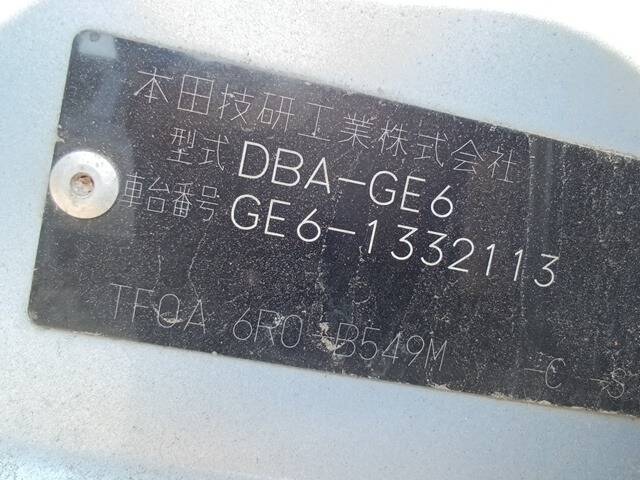 本田技研工業株式会社
型式 DBA-GE6
車台番号 GE6-1332113
TF0A 6R0 -B549M -C -S